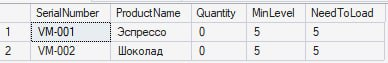 SerialNumber ProductName Quantity MinLevel NeedToLoad
1 VM-001 Эспрессо 0 5 5
2 VM-002 Шоколад 0 5 5